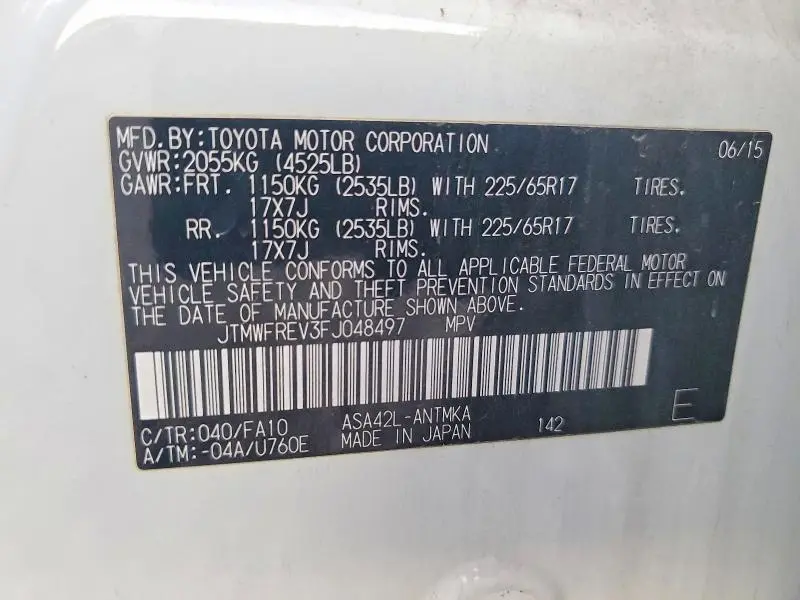 MFD.BY:TOYOTA MOTOR CORPORATION 06/15
GVWR:2055KG (4525LB)
GAWR:FRT. 1150KG (2535LB) WITH 225/65R17 TIRES.
17X7J RIMS.
RR. 1150KG (2535LB) WITH 225/65R17 TIRES.
17X7J RIMS.
THIS VEHICLE CONFORMS TO ALL APPLICABLE FEDERAL MOTOR
VEHICLE SAFETY AND THEFT PREVENTION STANDARDS IN EFFECT ON
THE DATE OF MANUFACTURE SHOWN ABOVE.
JTMWFREV3FJ048497 MPV
C/TR:040/FA10 ASA42L-ANTMKA 142 E
A/TM:-04A/U760E MADE IN JAPAN